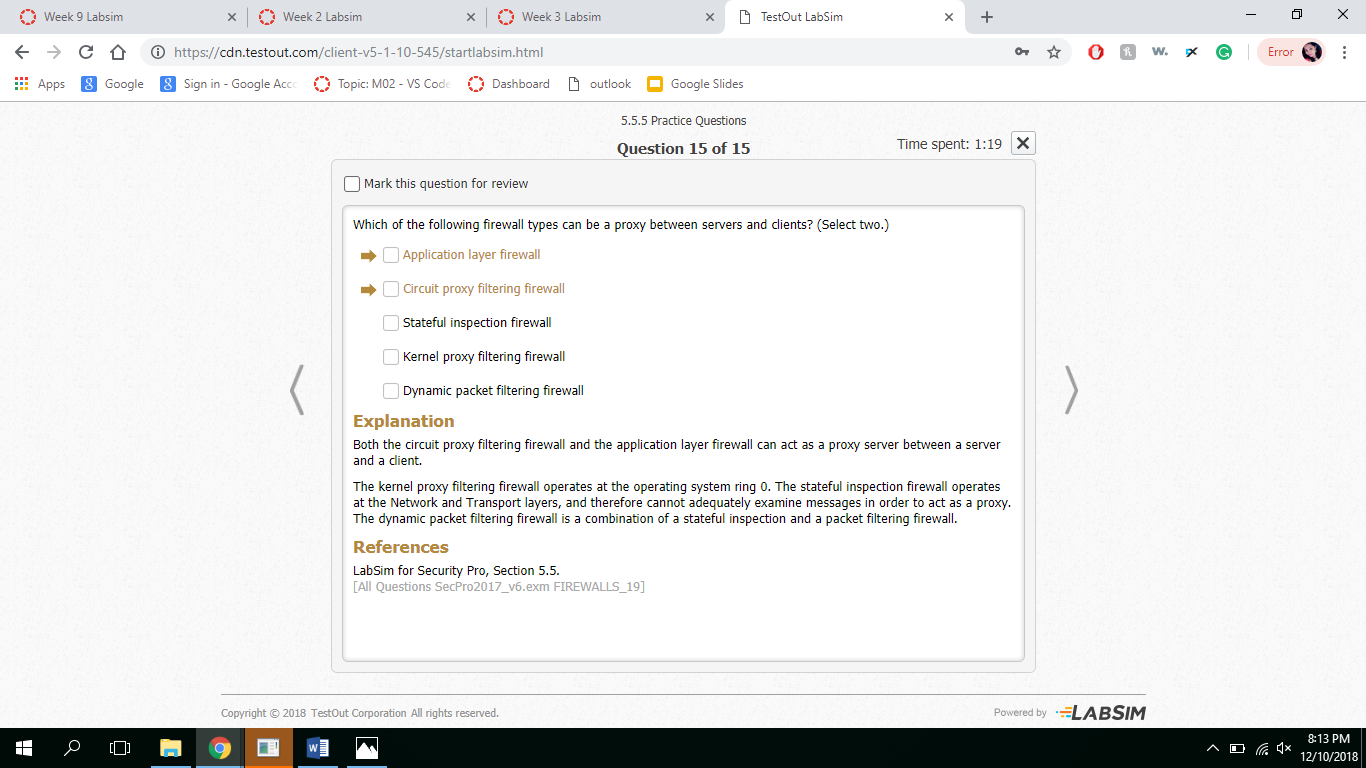 Week 9 Labsim
Week 2 Labsim
Week 3 Labsim
TestOut LabSim
https://cdn.testout.com/client-v5-1-10-545/startlabsim.html
Error
Apps
Google
Sign in - Google Acco
Topic: M02 - VS Code
Dashboard
outlook
Google Slides
5.5.5 Practice Questions
Question 15 of 15
Time spent: 1:19
Mark this question for review
Which of the following firewall types can be a proxy between servers and clients? (Select two.)
Application layer firewall
Circuit proxy filtering firewall
Stateful inspection firewall
Kernel proxy filtering firewall
Dynamic packet filtering firewall
Explanation
Both the circuit proxy filtering firewall and the application layer firewall can act as a proxy server between a server
and a client.
The kernel proxy filtering firewall operates at the operating system ring 0. The stateful inspection firewall operates
at the Network and Transport layers, and therefore cannot adequately examine messages in order to act as a proxy.
The dynamic packet filtering firewall is a combination of a stateful inspection and a packet filtering firewall.
References
LabSim for Security Pro, Section 5.5.
[All Questions SecPro2017_v6.exm FIREWALLS_19]
Copyright © 2018 TestOut Corporation All rights reserved.
Powered by LABSIM
8:13 PM
12/10/2018